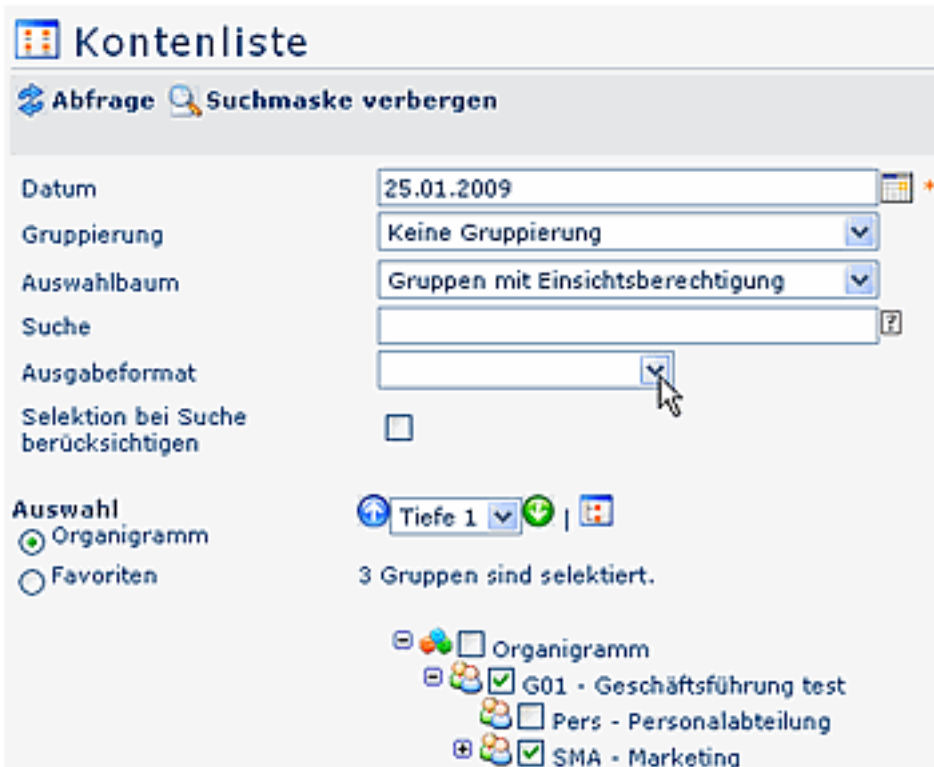 Kontenliste
Abfrage Suchmaske verbergen
Datum 25.01.2009 *
Gruppierung Keine Gruppierung
Auswahlbaum Gruppen mit Einsichtsberechtigung
Suche ?
Ausgabeformat
Selektion bei Suche
berücksichtigen
Auswahl Tiefe 1 |
Organigramm
Favoriten 3 Gruppen sind selektiert.
Organigramm
G01 - Geschäftsführung test
Pers - Personalabteilung
SMA - Marketing